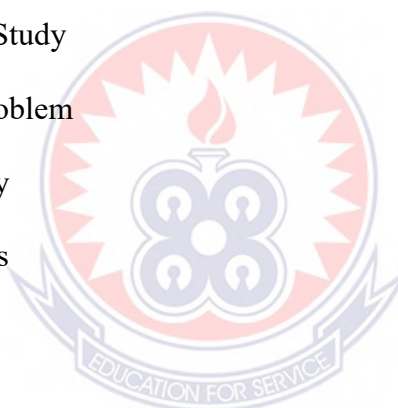 Study
oblem
y
s
EDUCATION FOR SERVICE